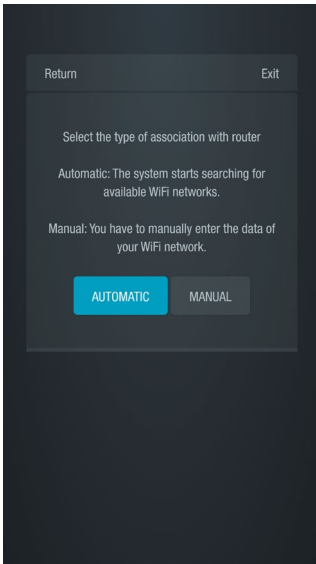 Return Exit
Select the type of association with router
Automatic: The system starts searching for
available WiFi networks.
Manual: You have to manually enter the data of
your WiFi network.
AUTOMATIC MANUAL